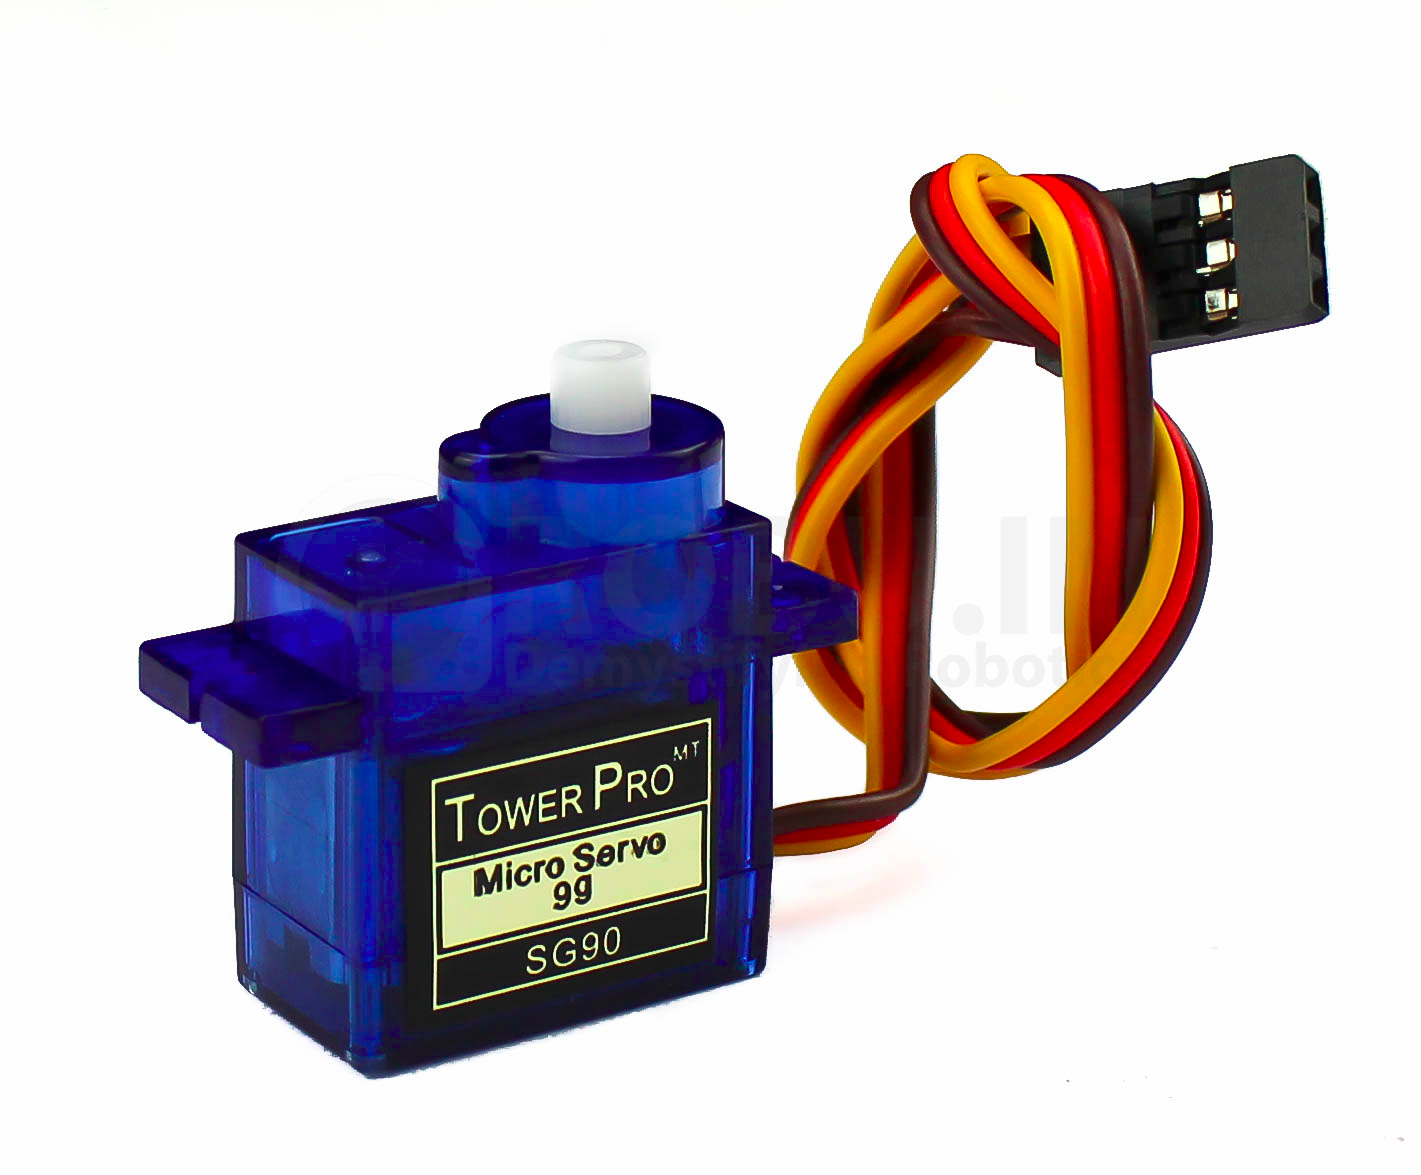 TOWER PRO MT
Micro Servo
9g
SG90